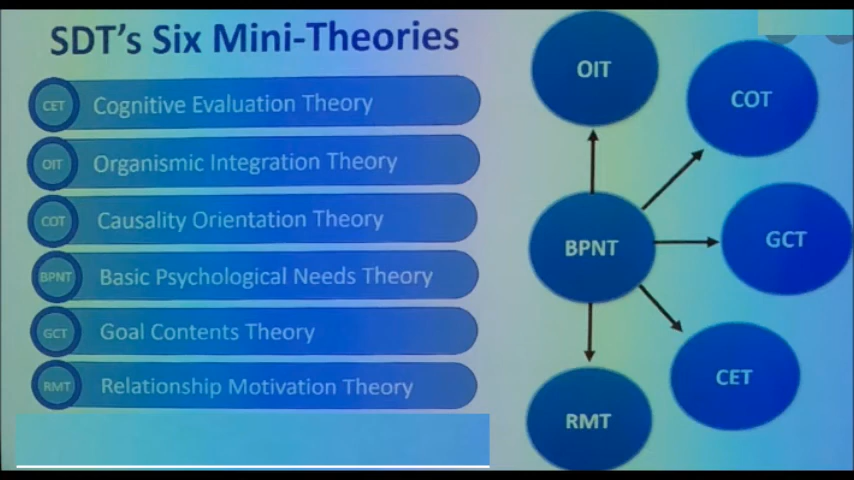 SDT's Six Mini-Theories
CET Cognitive Evaluation Theory
OIT Organismic Integration Theory
COT Causality Orientation Theory
BPNT Basic Psychological Needs Theory
GCT Goal Contents Theory
RMT Relationship Motivation Theory
OIT
COT
BPNT
GCT
CET
RMT